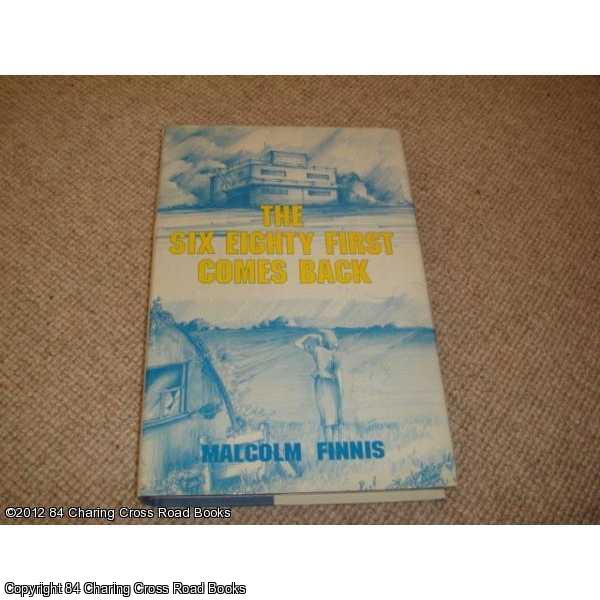 THE
SIX EIGHTY FIRST
COMES BACK
MALCOLM FINNIS
©2012 84 Charing Cross Road Books
Copyright 84 Charing Cross Road Books